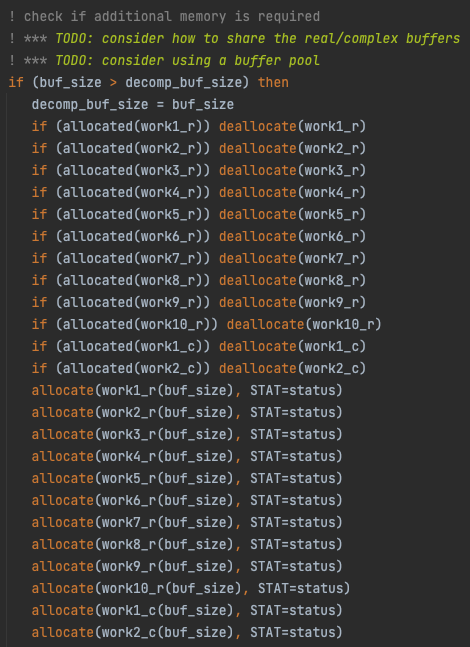 ! check if additional memory is required
! *** TODO: consider how to share the real/complex buffers
! *** TODO: consider using a buffer pool
if (buf_size > decomp_buf_size) then
   decomp_buf_size = buf_size
   if (allocated(work1_r)) deallocate(work1_r)
   if (allocated(work2_r)) deallocate(work2_r)
   if (allocated(work3_r)) deallocate(work3_r)
   if (allocated(work4_r)) deallocate(work4_r)
   if (allocated(work5_r)) deallocate(work5_r)
   if (allocated(work6_r)) deallocate(work6_r)
   if (allocated(work7_r)) deallocate(work7_r)
   if (allocated(work8_r)) deallocate(work8_r)
   if (allocated(work9_r)) deallocate(work9_r)
   if (allocated(work10_r)) deallocate(work10_r)
   if (allocated(work1_c)) deallocate(work1_c)
   if (allocated(work2_c)) deallocate(work2_c)
   allocate(work1_r(buf_size), STAT=status)
   allocate(work2_r(buf_size), STAT=status)
   allocate(work3_r(buf_size), STAT=status)
   allocate(work4_r(buf_size), STAT=status)
   allocate(work5_r(buf_size), STAT=status)
   allocate(work6_r(buf_size), STAT=status)
   allocate(work7_r(buf_size), STAT=status)
   allocate(work8_r(buf_size), STAT=status)
   allocate(work9_r(buf_size), STAT=status)
   allocate(work10_r(buf_size), STAT=status)
   allocate(work1_c(buf_size), STAT=status)
   allocate(work2_c(buf_size), STAT=status)